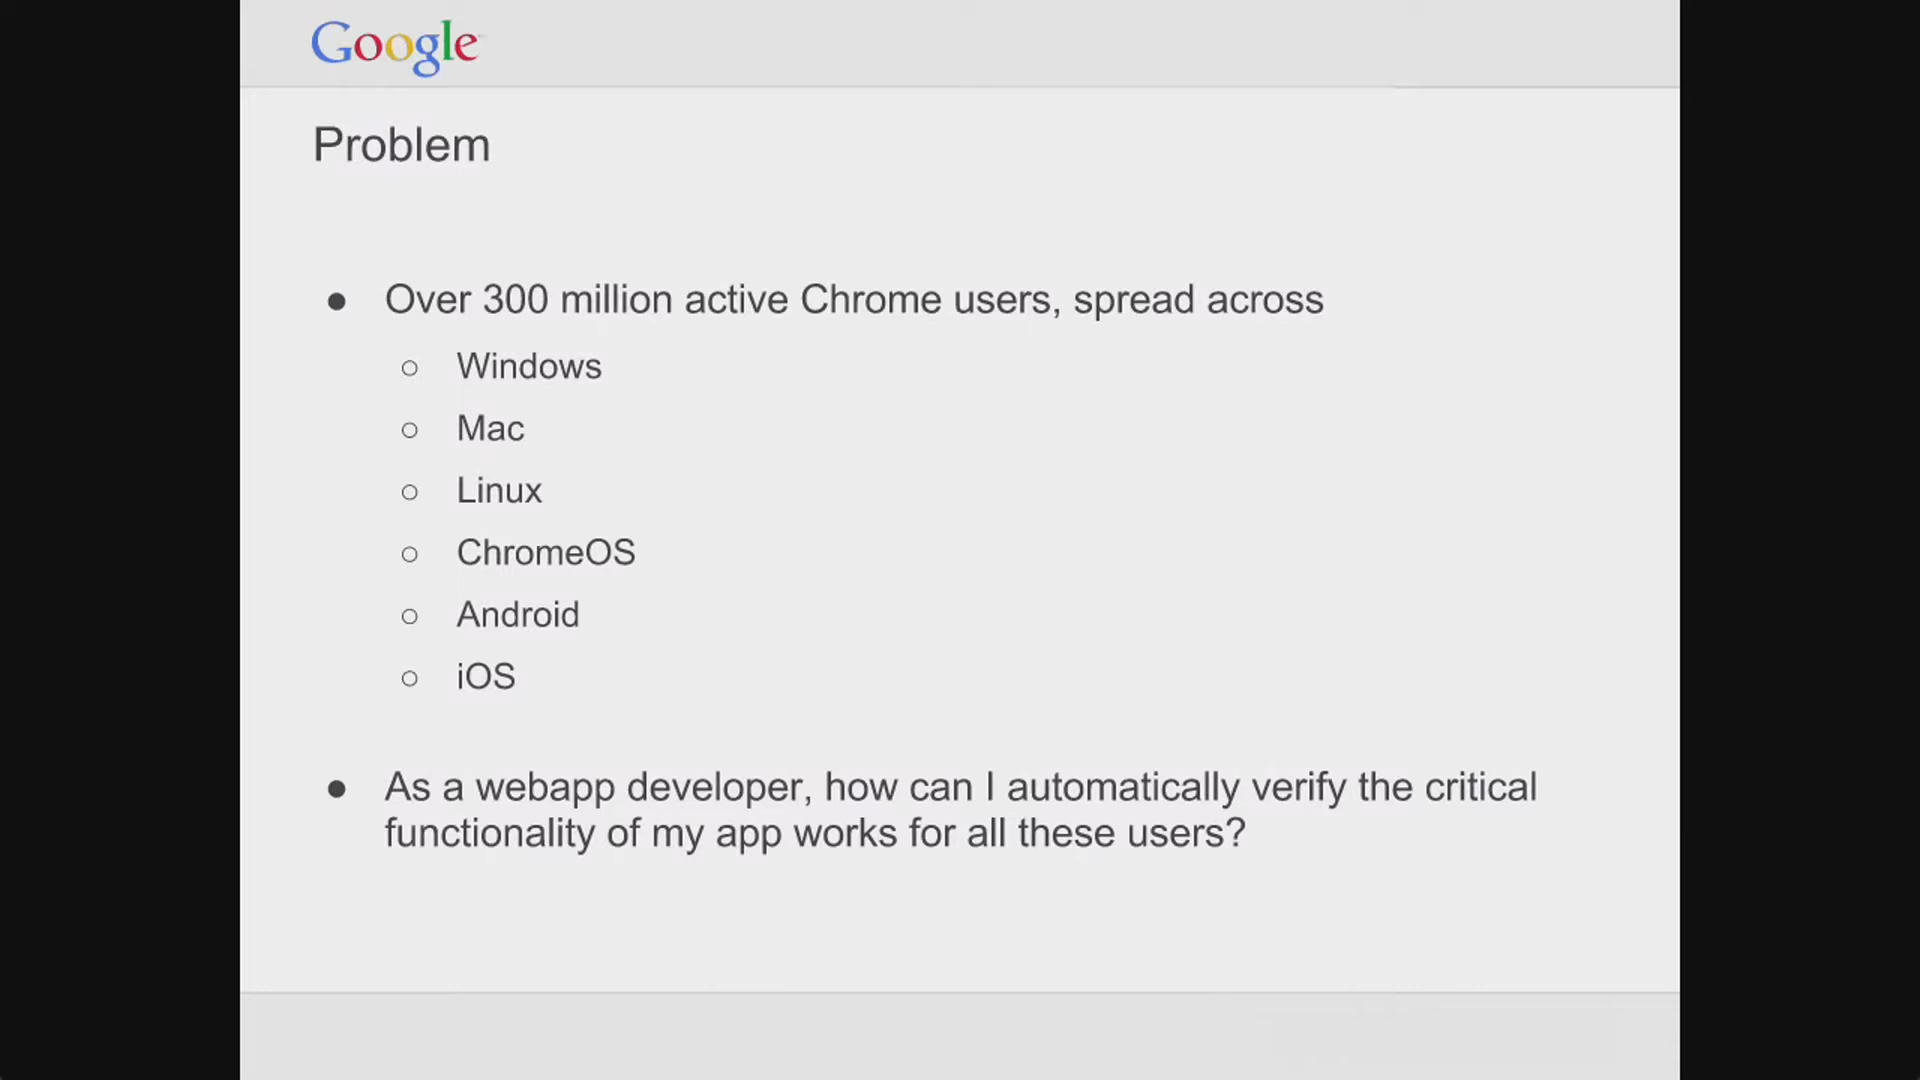 Google
Problem
● Over 300 million active Chrome users, spread across
○ Windows
○ Mac
○ Linux
○ ChromeOS
○ Android
○ iOS
● As a webapp developer, how can I automatically verify the critical
functionality of my app works for all these users?